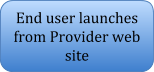 End user launches
from Provider web
site